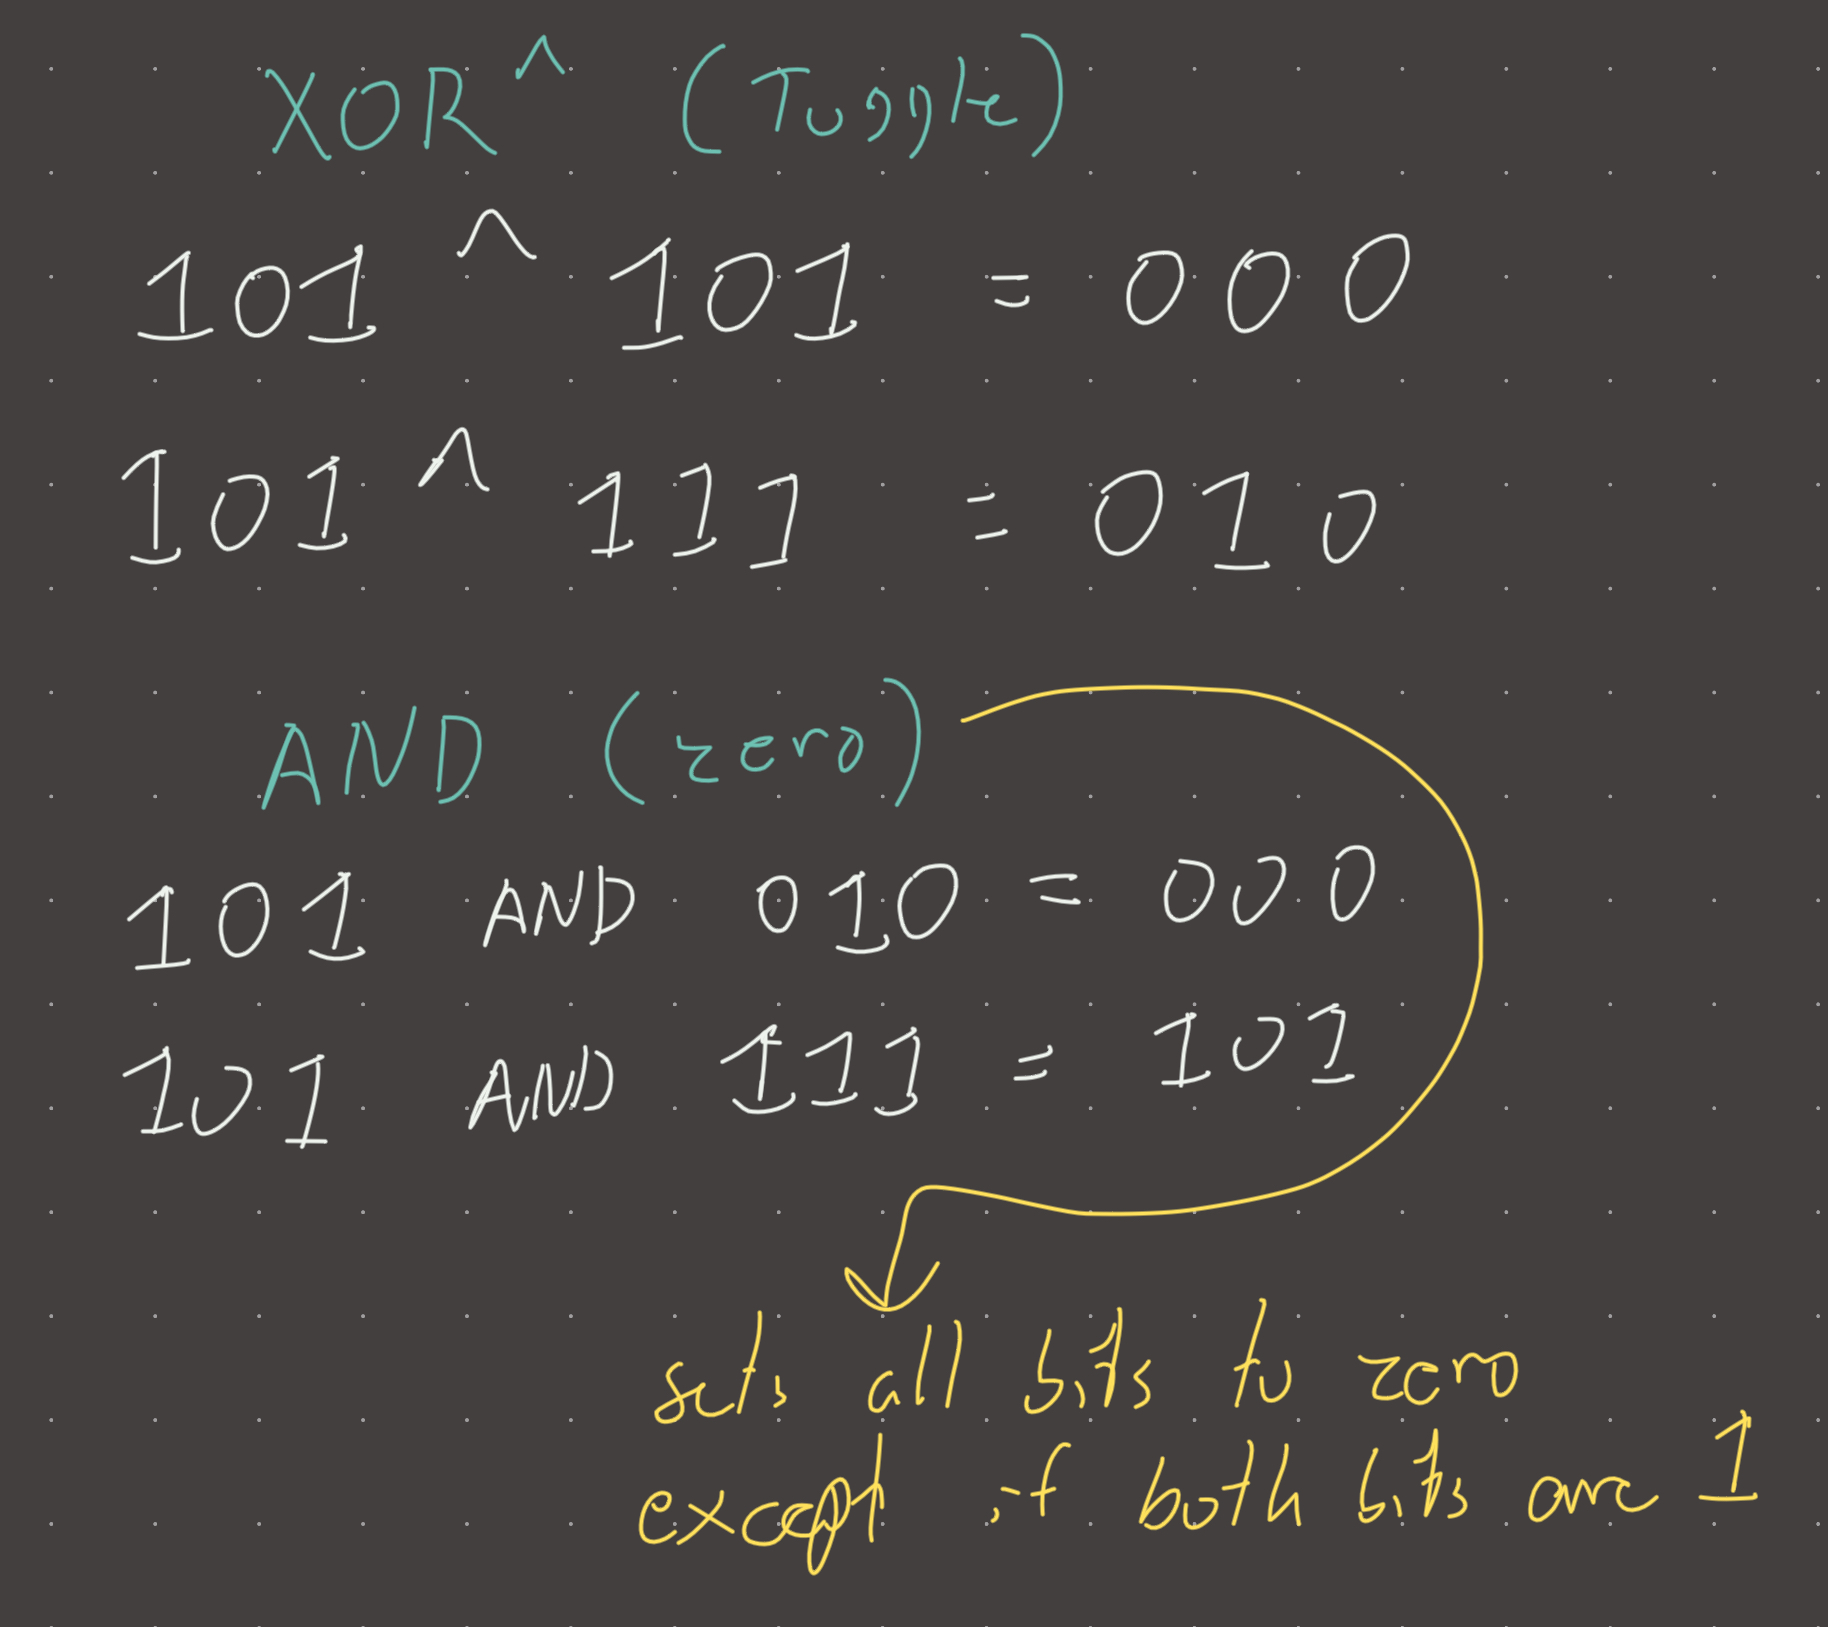 XOR ^ (Toggle)
101 ^ 101 = 000
101 ^ 111 = 010
AND (zero)
101 AND 010 = 000
101 AND 111 = 101
sets all bits to zero
except if both bits are 1